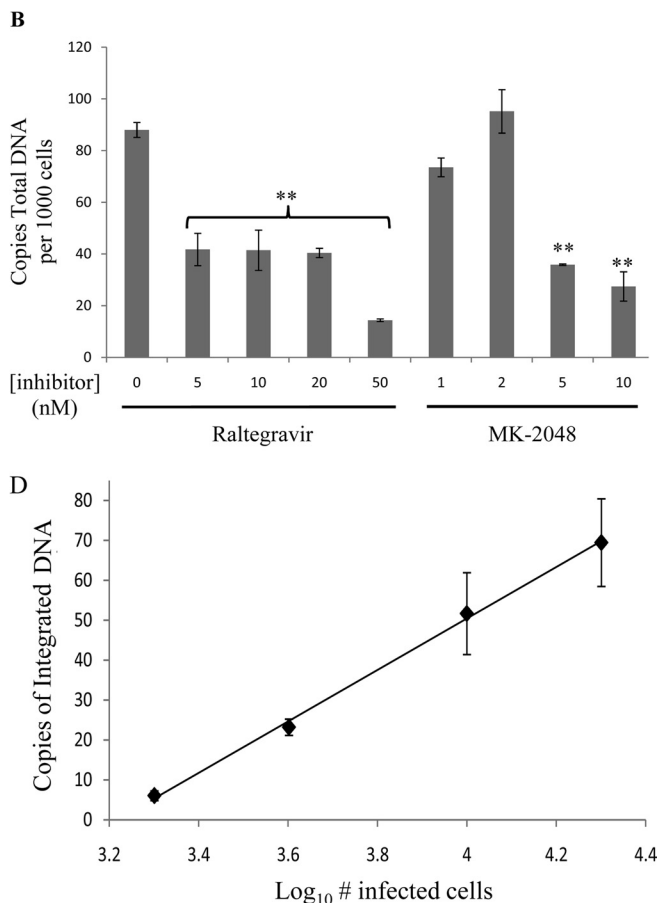 B
120
100
80
60
40
20
0
Copies Total DNA
per 1000 cells
**
**
**
[inhibitor]
(nM)
0 5 10 20 50 1 2 5 10
Raltegravir MK-2048
D
80
70
60
50
40
30
20
10
0
Copies of Integrated DNA
3.2 3.4 3.6 3.8 4 4.2 4.4
Log₁₀ # infected cells